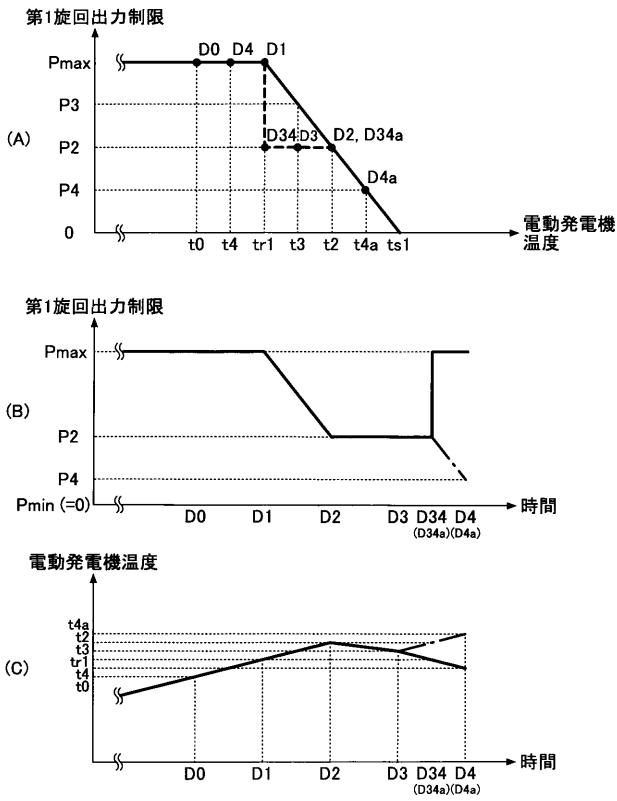 第1旋回出力制限
Pmax
D0 D4 D1
P3
(A)
D34 D3 D2, D34a
P2
P4
D4a
0
t0 t4 tr1 t3 t2 t4a ts1
電動発電機
温度
第1旋回出力制限
Pmax
(B)
P2
P4
Pmin (=0)
D0 D1 D2 D3 D34 D4
(D34a)(D4a)
時間
電動発電機温度
t4a
t2
t3
tr1
t4
t0
(C)
D0 D1 D2 D3 D34 D4
(D34a)(D4a)
時間